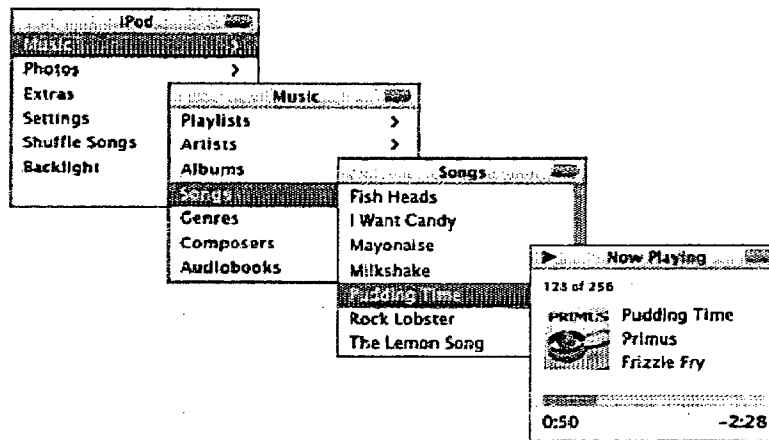 iPod
Music >
Photos >
Extras
Settings
Shuffle Songs
Backlight
Music
Playlists >
Artists >
Albums
Songs
Genres
Composers
Audiobooks
Songs
Fish Heads
I Want Candy
Mayonaise
Milkshake
Pudding Time
Rock Lobster
The Lemon Song
Now Playing
123 of 256
PRIMUS
Pudding Time
Primus
Frizzle Fry
0:50 -2:28